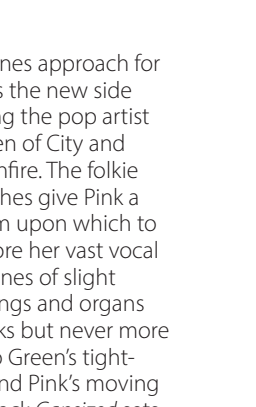 nes approach for
s the new side
ng the pop artist
en of City and
nfire. The folkie
hes give Pink a
m upon which to
ore her vast vocal
nes of slight
ngs and organs
ks but never more
o Green’s tight-
nd Pink’s moving